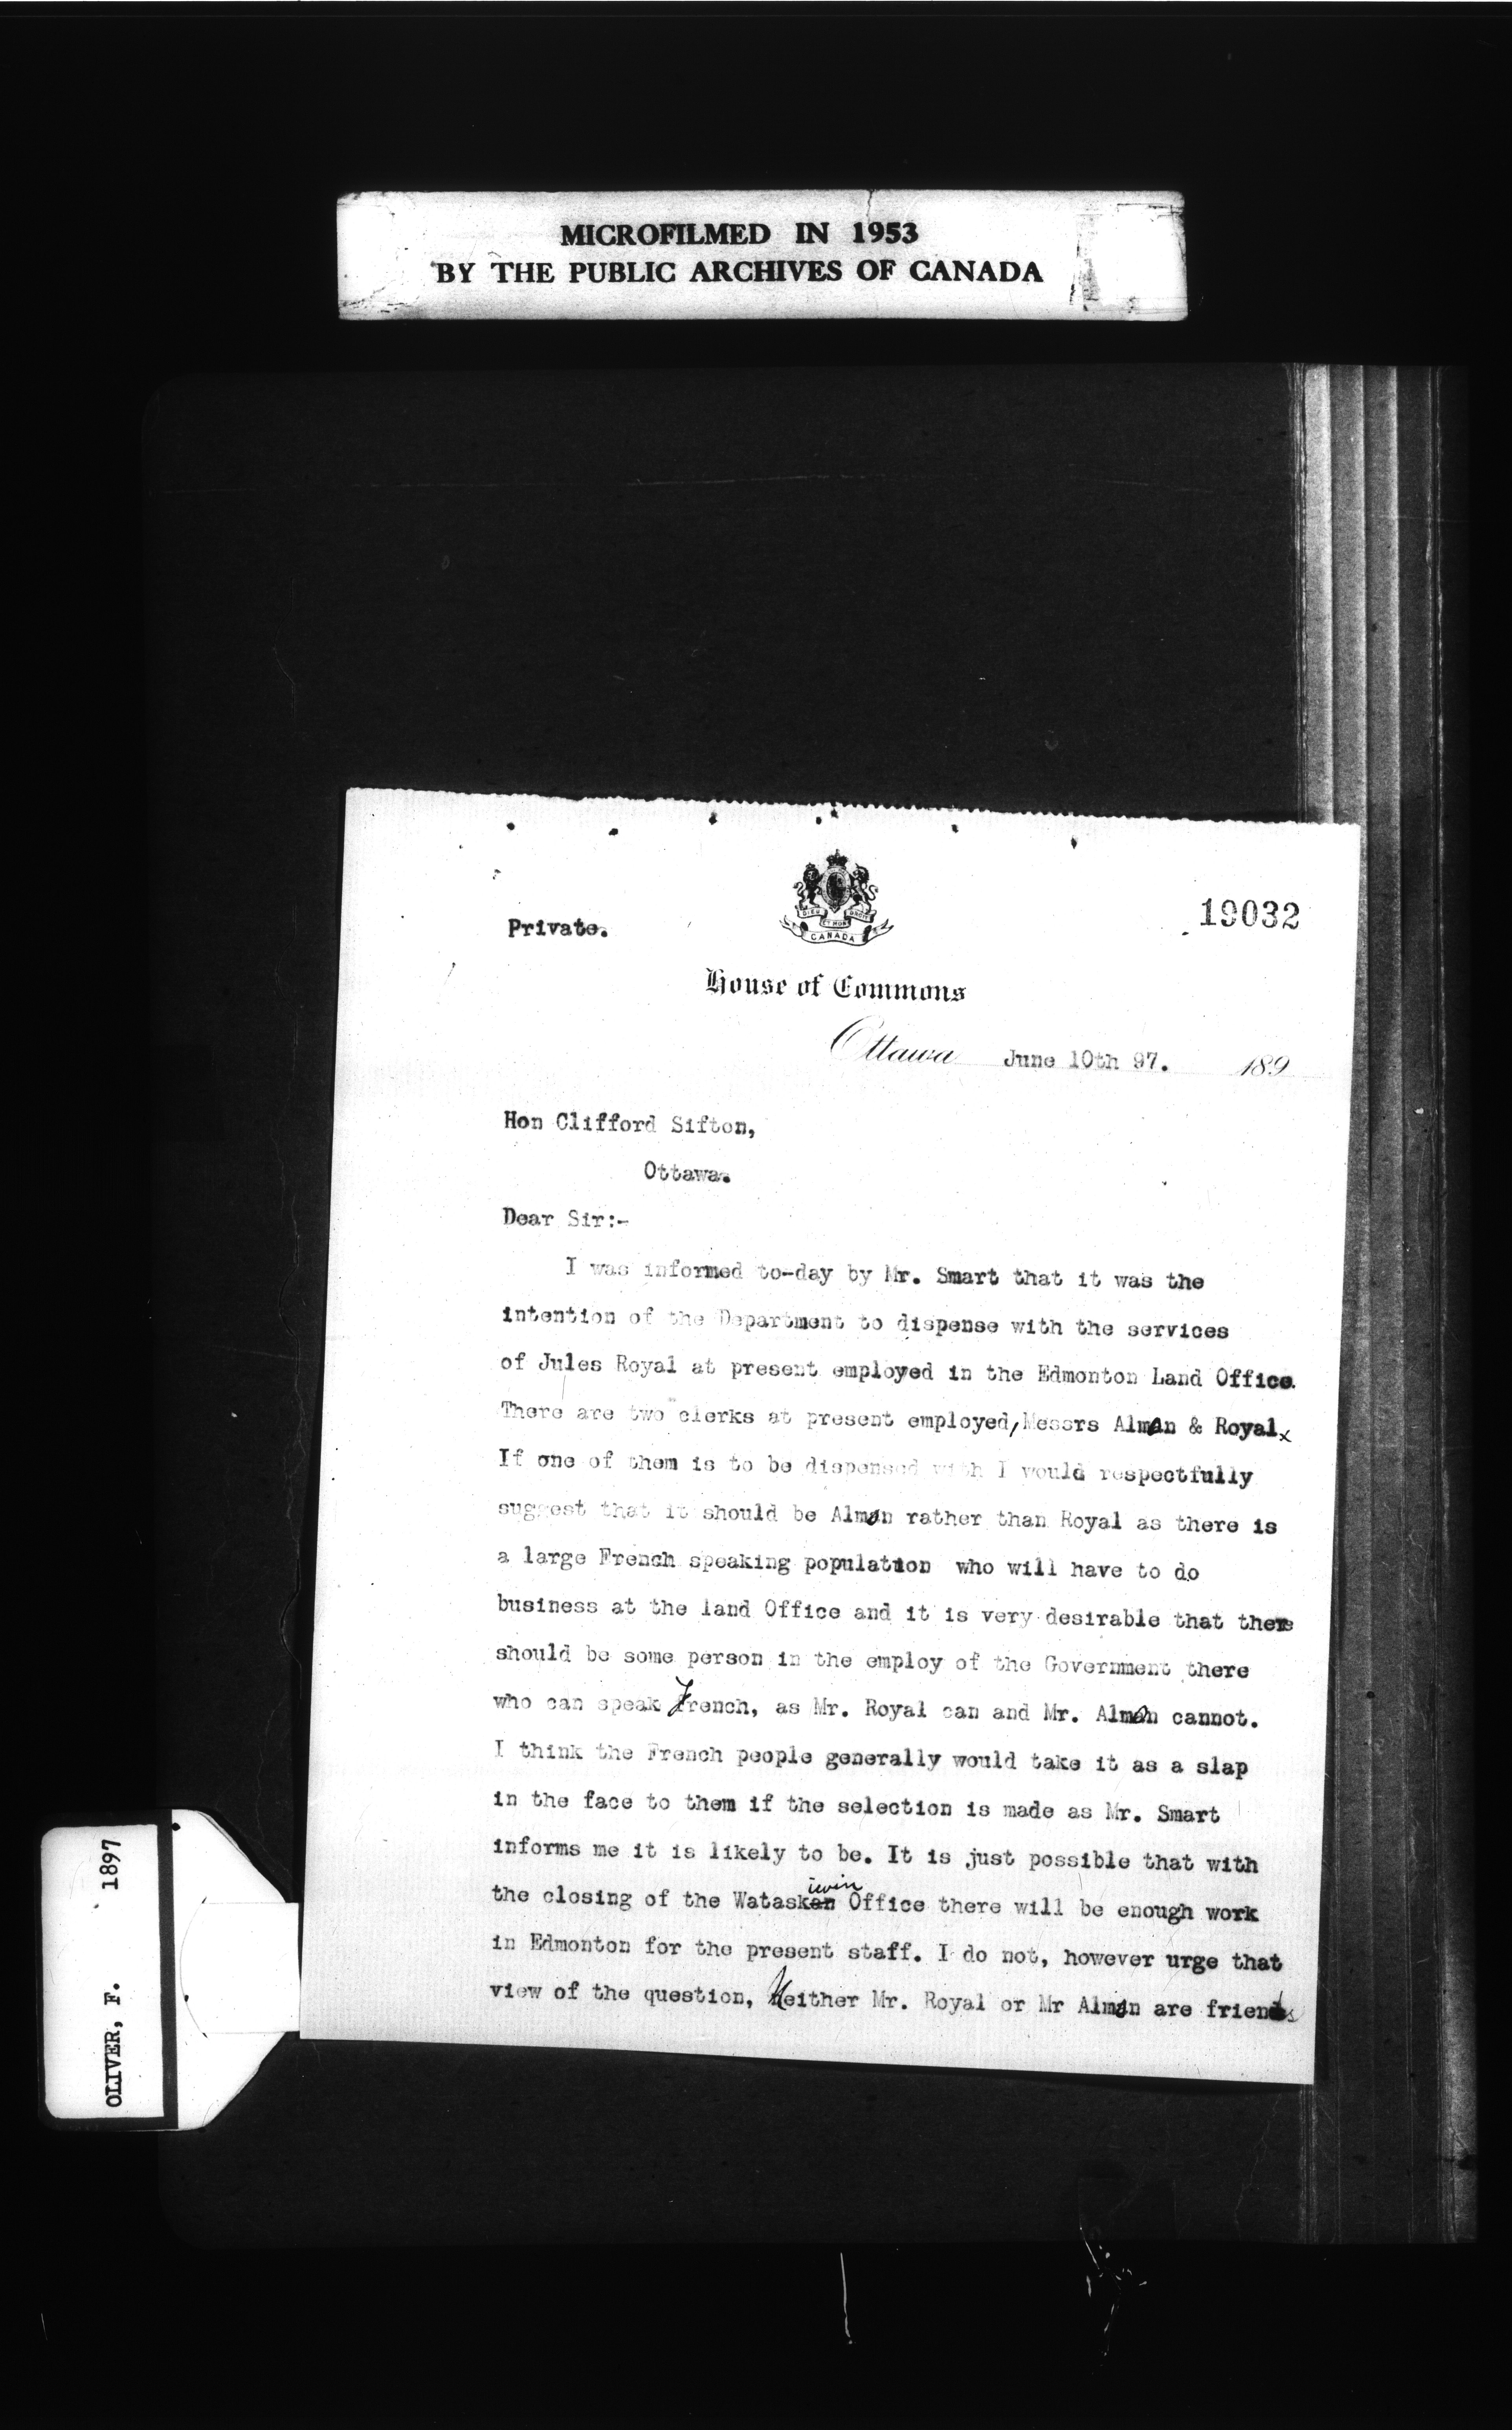 MICROFILMED IN 1953
BY THE PUBLIC ARCHIVES OF CANADA
Private.
DIEU ET MON DROIT
CANADA
19032
House of Commons
Ottawa June 10th 97. 189
Hon Clifford Sifton,
Ottawa.
Dear Sir:-
I was informed to-day by Mr. Smart that it was the
intention of the Department to dispense with the services
of Jules Royal at present employed in the Edmonton Land Office.
There are two clerks at present employed, Messrs Alman & Royal x
If one of them is to be dispensed with I would respectfully
suggest that it should be Alman rather than Royal as there is
a large French speaking population who will have to do
business at the land Office and it is very desirable that there
should be some person in the employ of the Government there
who can speak French, as Mr. Royal can and Mr. Alman cannot.
I think the French people generally would take it as a slap
in the face to them if the selection is made as Mr. Smart
informs me it is likely to be. It is just possible that with
the closing of the Wataskiwin Office there will be enough work
in Edmonton for the present staff. I do not, however urge that
view of the question, Neither Mr. Royal or Mr Alman are friends
OLIVER, F. 1897